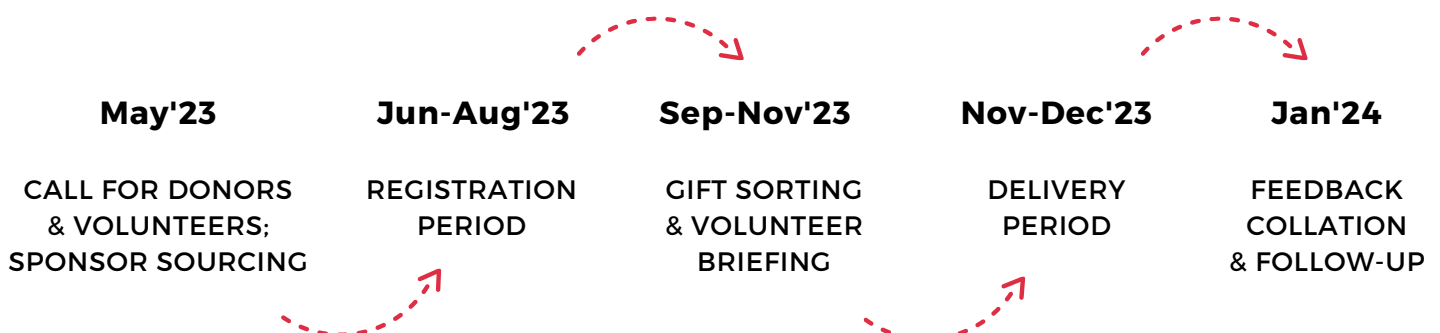 May'23
CALL FOR DONORS
& VOLUNTEERS;
SPONSOR SOURCING
Jun-Aug'23
REGISTRATION
PERIOD
Sep-Nov'23
GIFT SORTING
& VOLUNTEER
BRIEFING
Nov-Dec'23
DELIVERY
PERIOD
Jan'24
FEEDBACK
COLLATION
& FOLLOW-UP